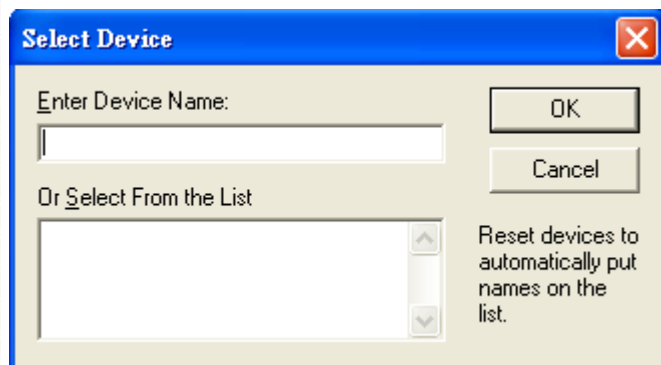 Select Device
Enter Device Name:
OK
Cancel
Or Select From the List
Reset devices to
automatically put
names on the
list.